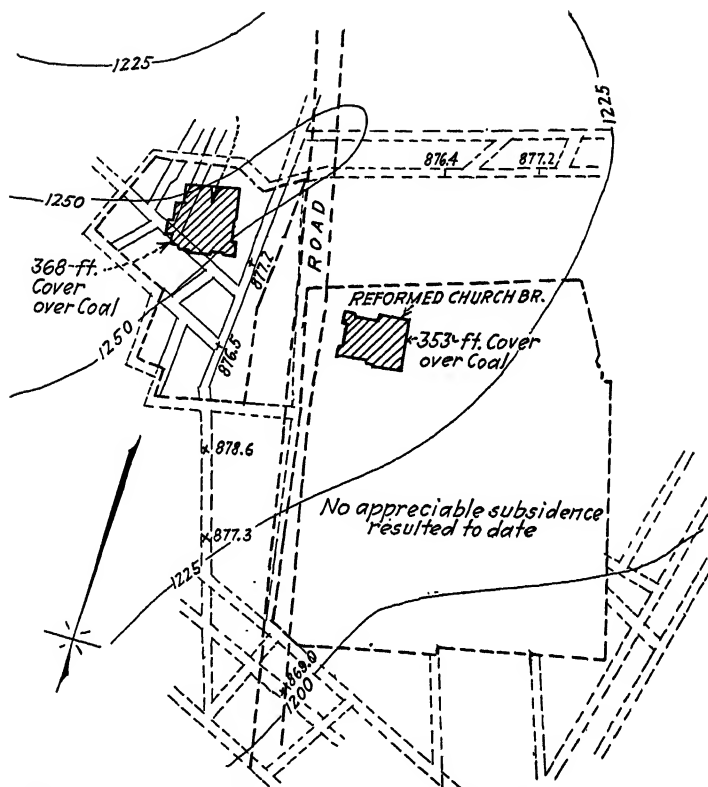 1225
1225
876.4
877.2
1250
ROAD
368-ft.
Cover
over Coal
877.2
REFORMED CHURCH BR.
353-ft. Cover
over Coal
1250
876.5
878.6
No appreciable subsidence
resulted to date
877.3
1225
869.0
1200